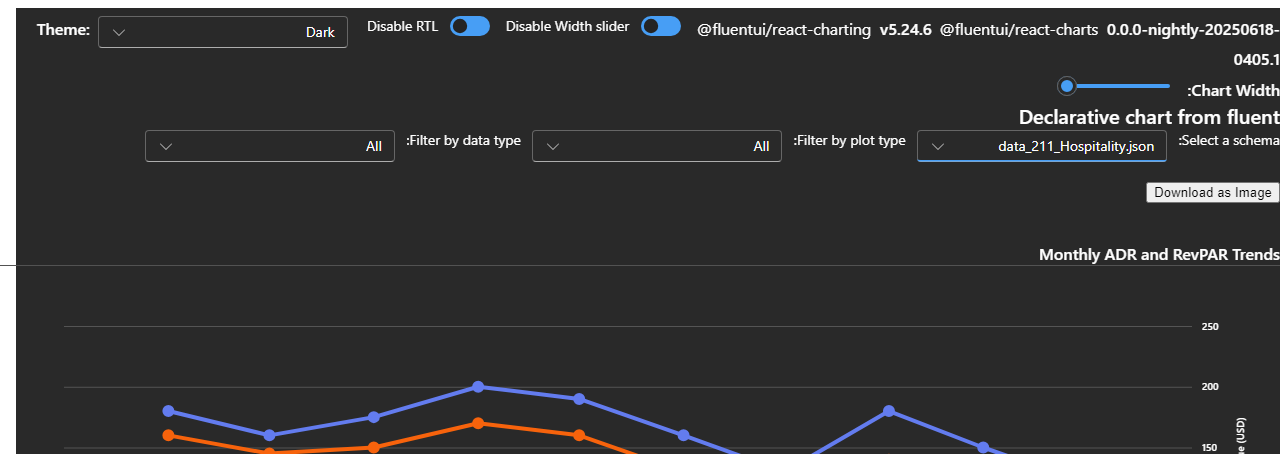 Theme: Dark Disable RTL Disable Width slider @fluentui/react-charting v5.24.6 @fluentui/react-charts 0.0.0-nightly-20250618-
0405.1
:Chart Width
Declarative chart from fluent
:Select a schema data_211_Hospitality.json :Filter by plot type All :Filter by data type All
Download as Image
Monthly ADR and RevPAR Trends
250
200
150
(USD)